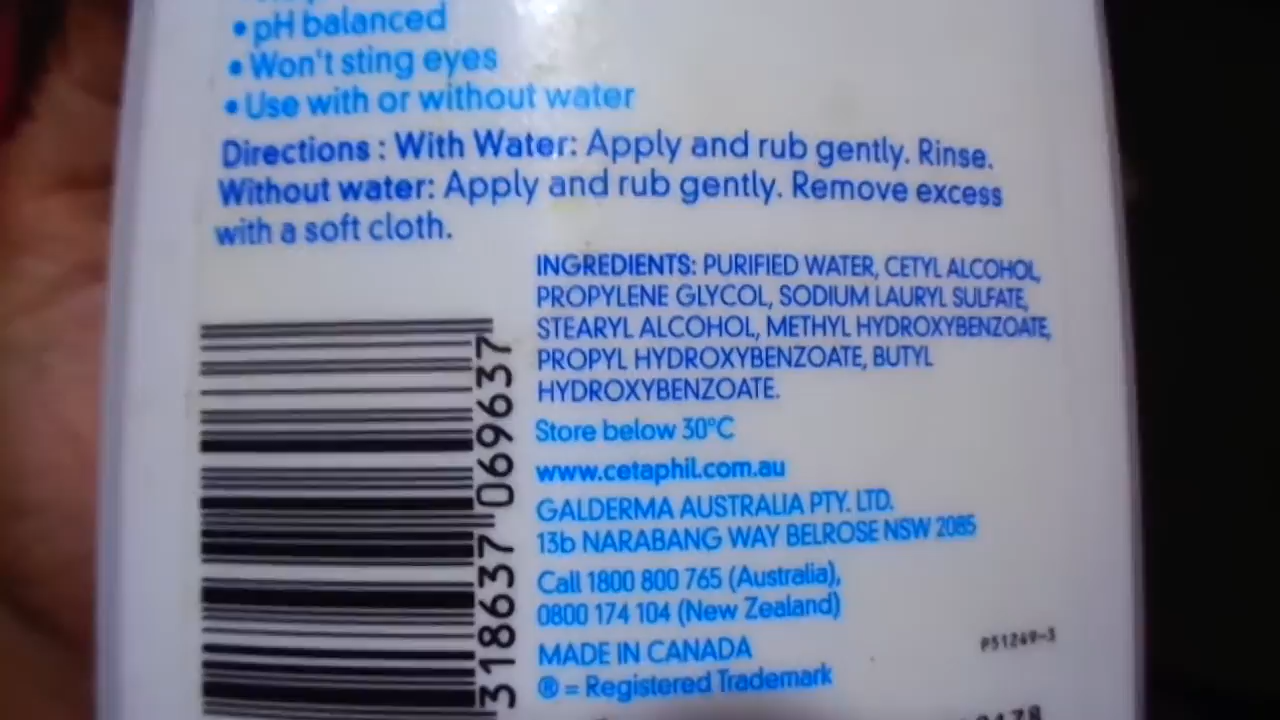 • pH balanced
• Won't sting eyes
• Use with or without water
Directions : With Water: Apply and rub gently. Rinse.
Without water: Apply and rub gently. Remove excess
with a soft cloth.
INGREDIENTS: PURIFIED WATER, CETYL ALCOHOL,
PROPYLENE GLYCOL, SODIUM LAURYL SULFATE,
STEARYL ALCOHOL, METHYL HYDROXYBENZOATE,
PROPYL HYDROXYBENZOATE, BUTYL
HYDROXYBENZOATE.
Store below 30°C
www.cetaphil.com.au
GALDERMA AUSTRALIA PTY. LTD.
13b NARABANG WAY BELROSE NSW 2085
Call 1800 800 765 (Australia),
0800 174 104 (New Zealand)
MADE IN CANADA
® = Registered Trademark
P51249-3
318637 069637